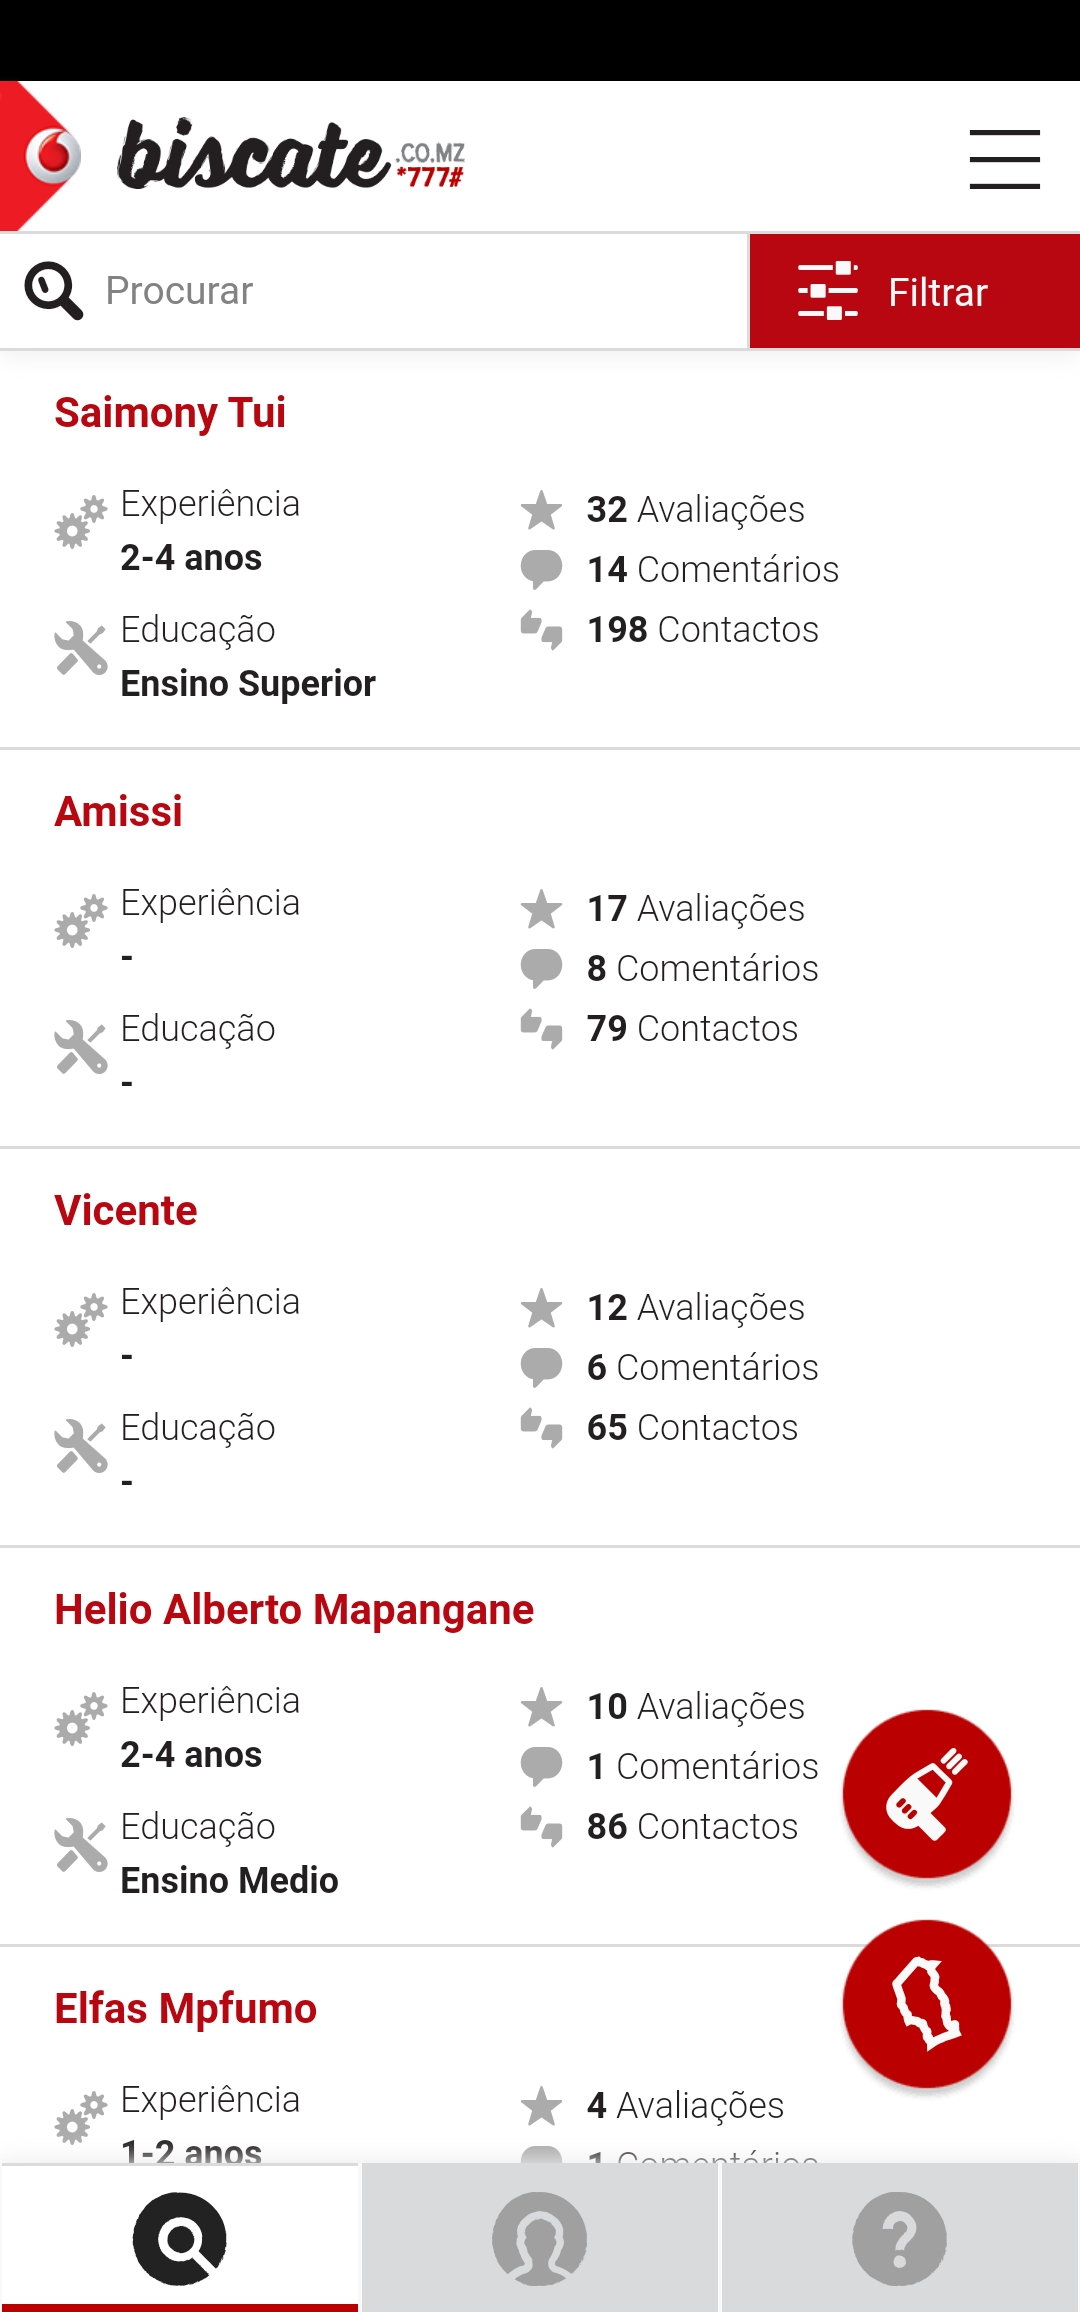 biscate .CO.MZ
*777#
Procurar
Filtrar
Saimony Tui
Experiência
2-4 anos
Educação
Ensino Superior
32 Avaliações
14 Comentários
198 Contactos
Amissi
Experiência
-
Educação
-
17 Avaliações
8 Comentários
79 Contactos
Vicente
Experiência
-
Educação
-
12 Avaliações
6 Comentários
65 Contactos
Helio Alberto Mapangane
Experiência
2-4 anos
Educação
Ensino Medio
10 Avaliações
1 Comentários
86 Contactos
Elfas Mpfumo
Experiência
1-2 anos
4 Avaliações
1 Comentários